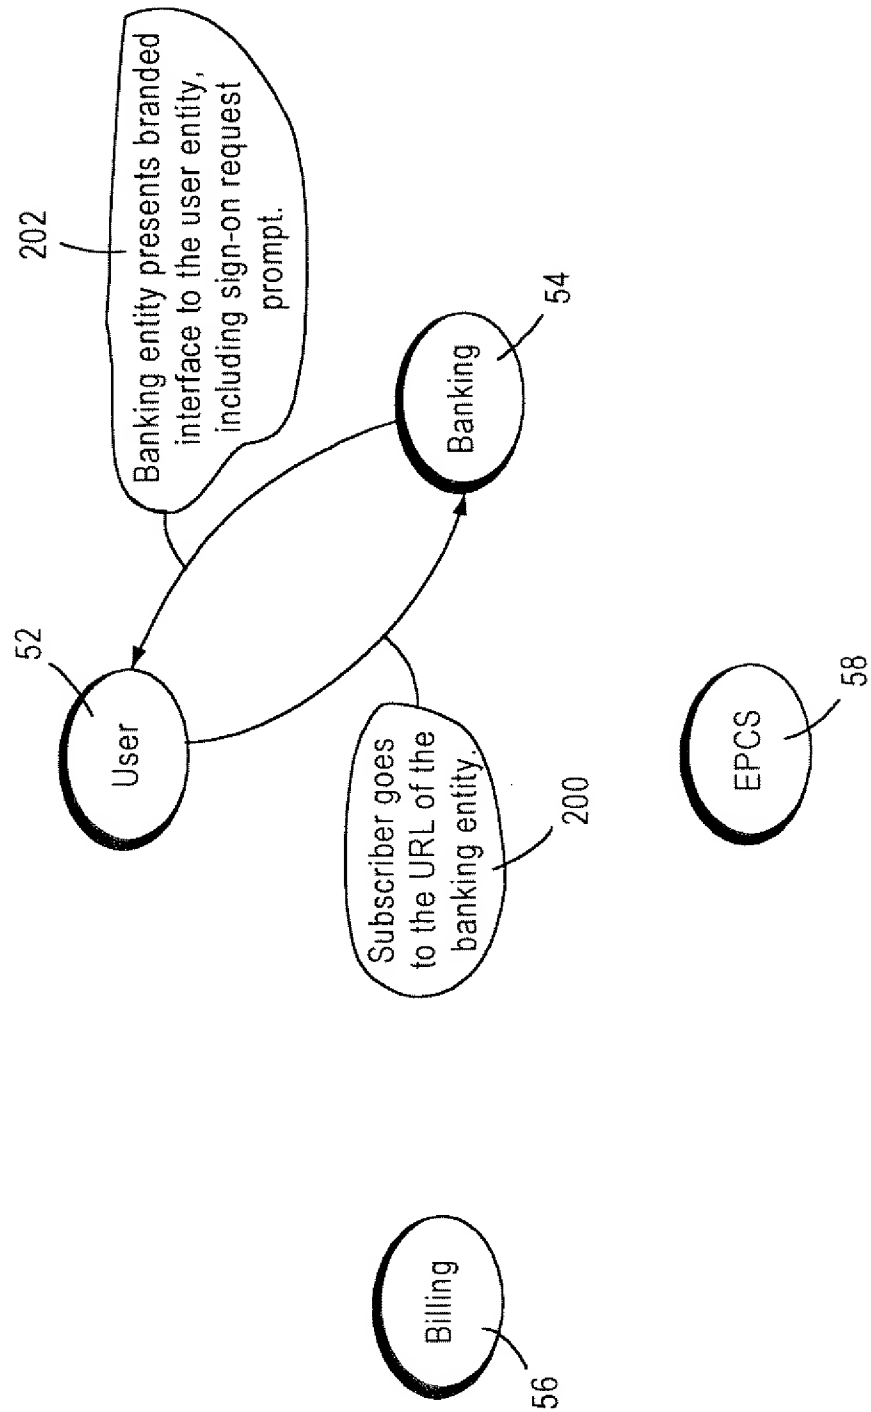 202
Banking entity presents branded
interface to the user entity,
including sign-on request
prompt.
52
User
54
Banking
Subscriber goes
to the URL of the
banking entity.
200
56
Billing
EPCS
58